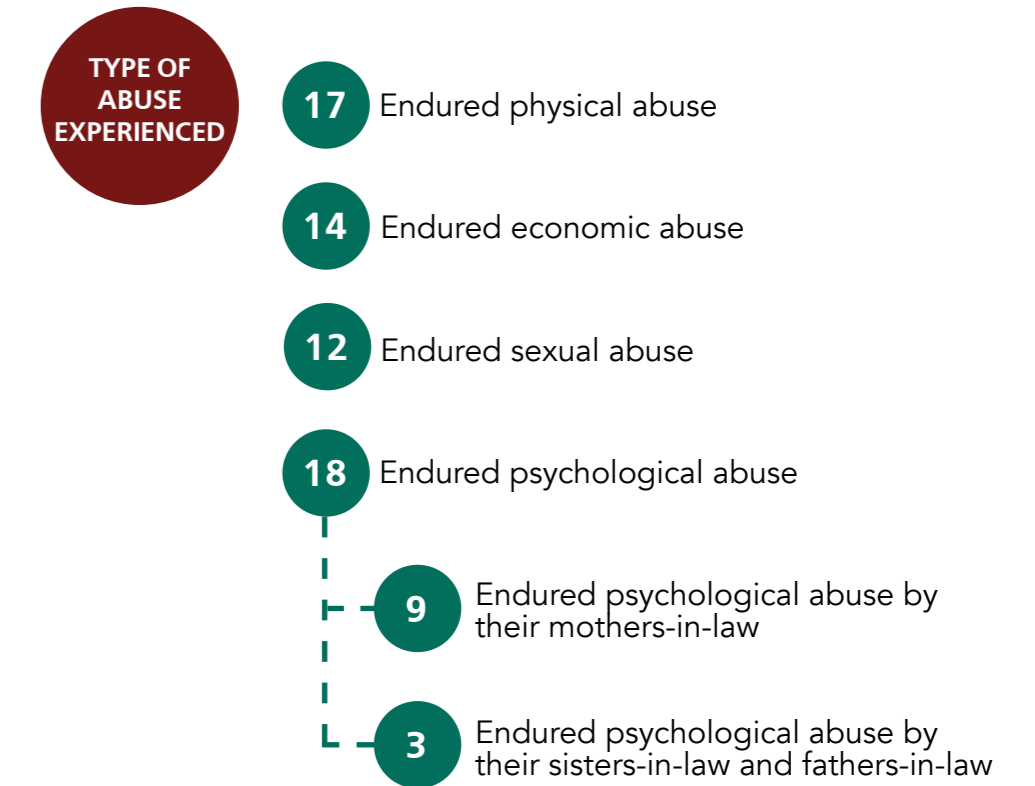 TYPE OF
ABUSE
EXPERIENCED
17 Endured physical abuse
14 Endured economic abuse
12 Endured sexual abuse
18 Endured psychological abuse
9 Endured psychological abuse by
their mothers-in-law
3 Endured psychological abuse by
their sisters-in-law and fathers-in-law